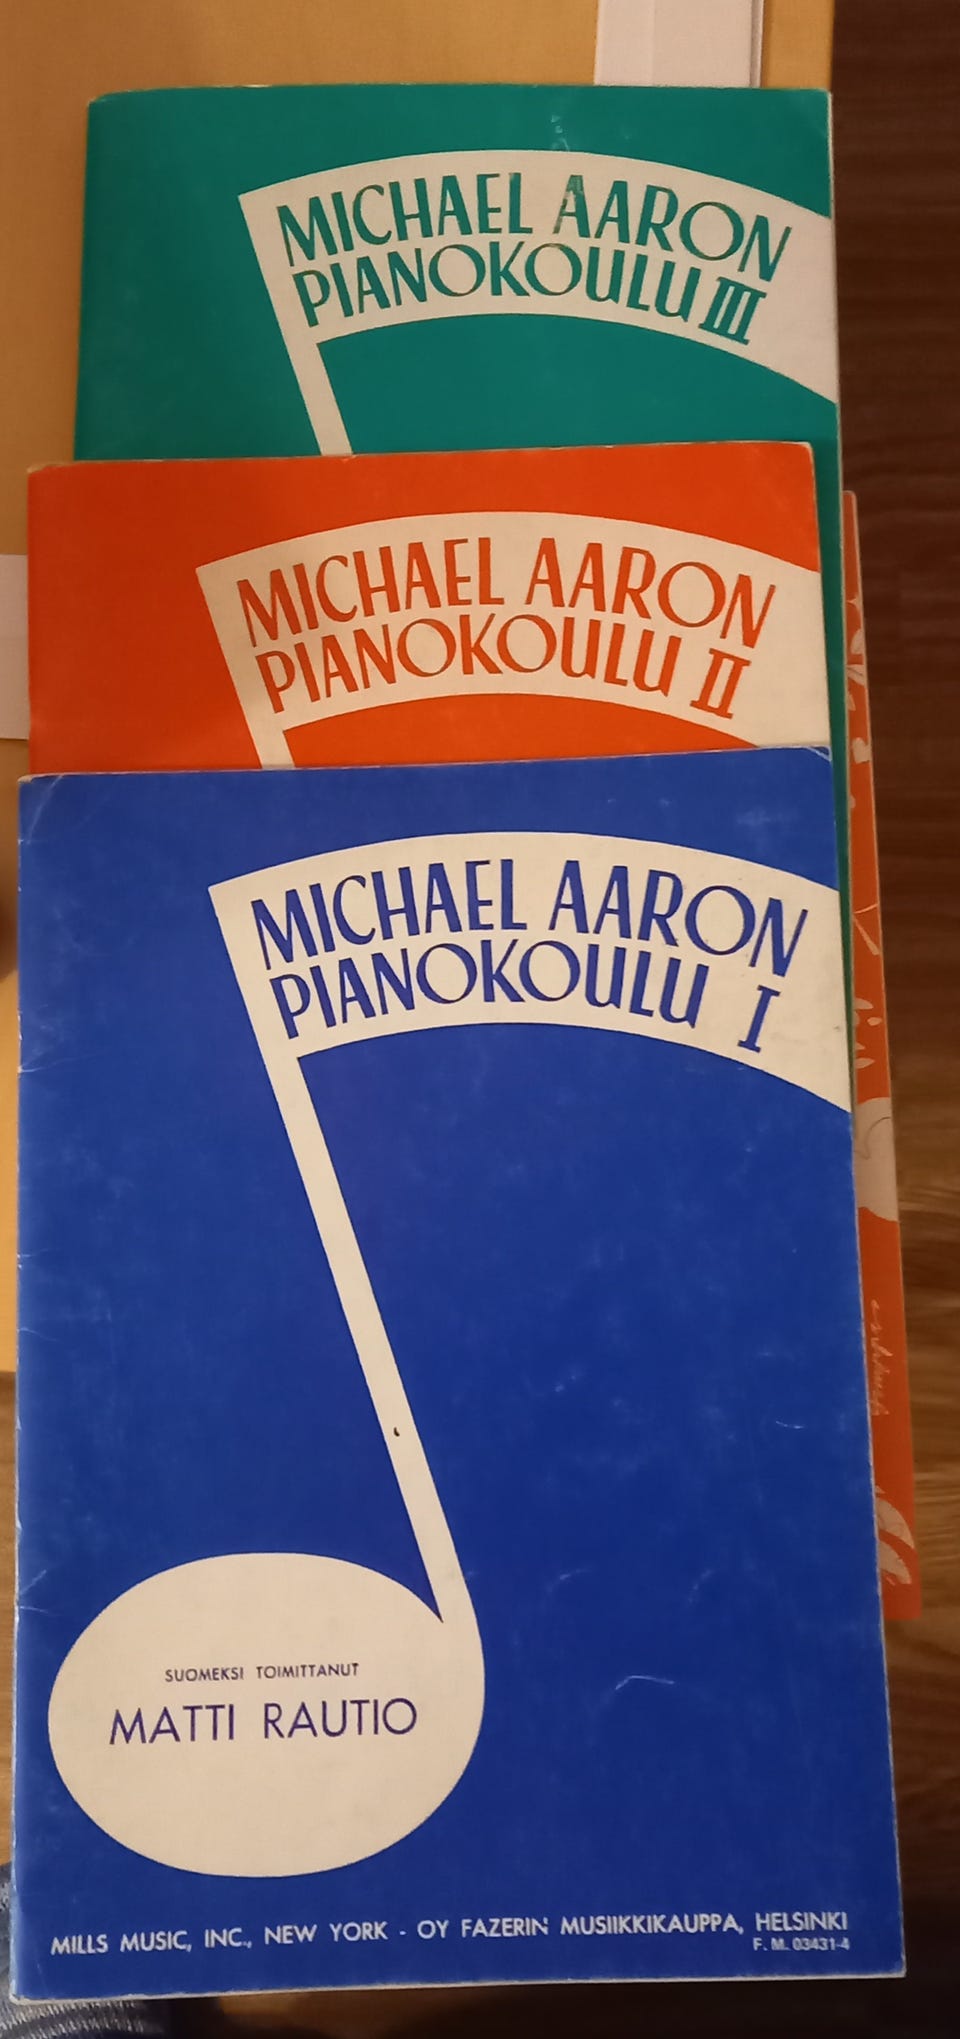 MICHAEL AARON
PIANOKOULU III
MICHAEL AARON
PIANOKOULU II
MICHAEL AARON
PIANOKOULU I
SUOMEKSI TOIMITTANUT
MATTI RAUTIO
MILLS MUSIC, INC., NEW YORK - OY FAZERIN MUSIIKKIKAUPPA, HELSINKI
F. M. 03431-4